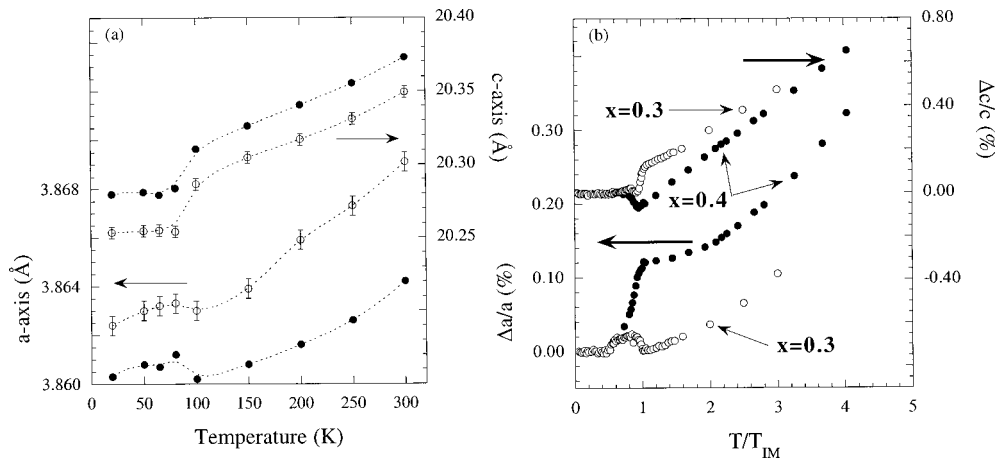 (a)
20.40
20.35
20.30
20.25
c-axis (Å)
3.868
3.864
3.860
a-axis (Å)
0 50 100 150 200 250 300
Temperature (K)
(b)
0.80
0.40
0.00
-0.40
Δc/c (%)
x=0.3
x=0.4
x=0.3
0.30
0.20
0.10
0.00
Δa/a (%)
0 1 2 3 4 5
T/T_IM